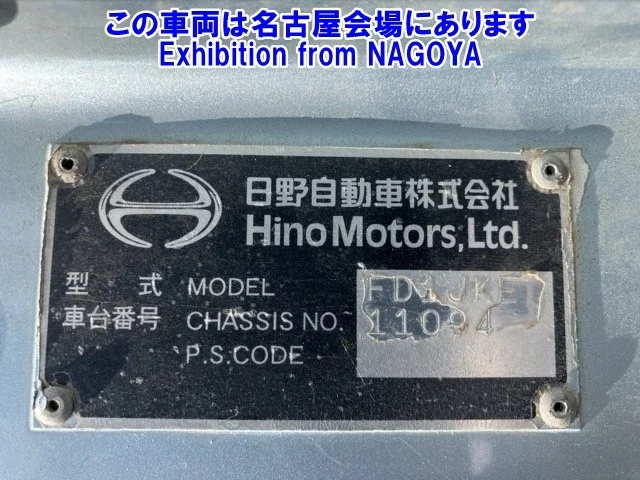 この車両は名古屋会場にあります
Exhibition from NAGOYA
日野自動車株式会社
Hino Motors, Ltd.
型 式 MODEL FD1JKE
車台番号 CHASSIS NO. 11094
P.S.CODE